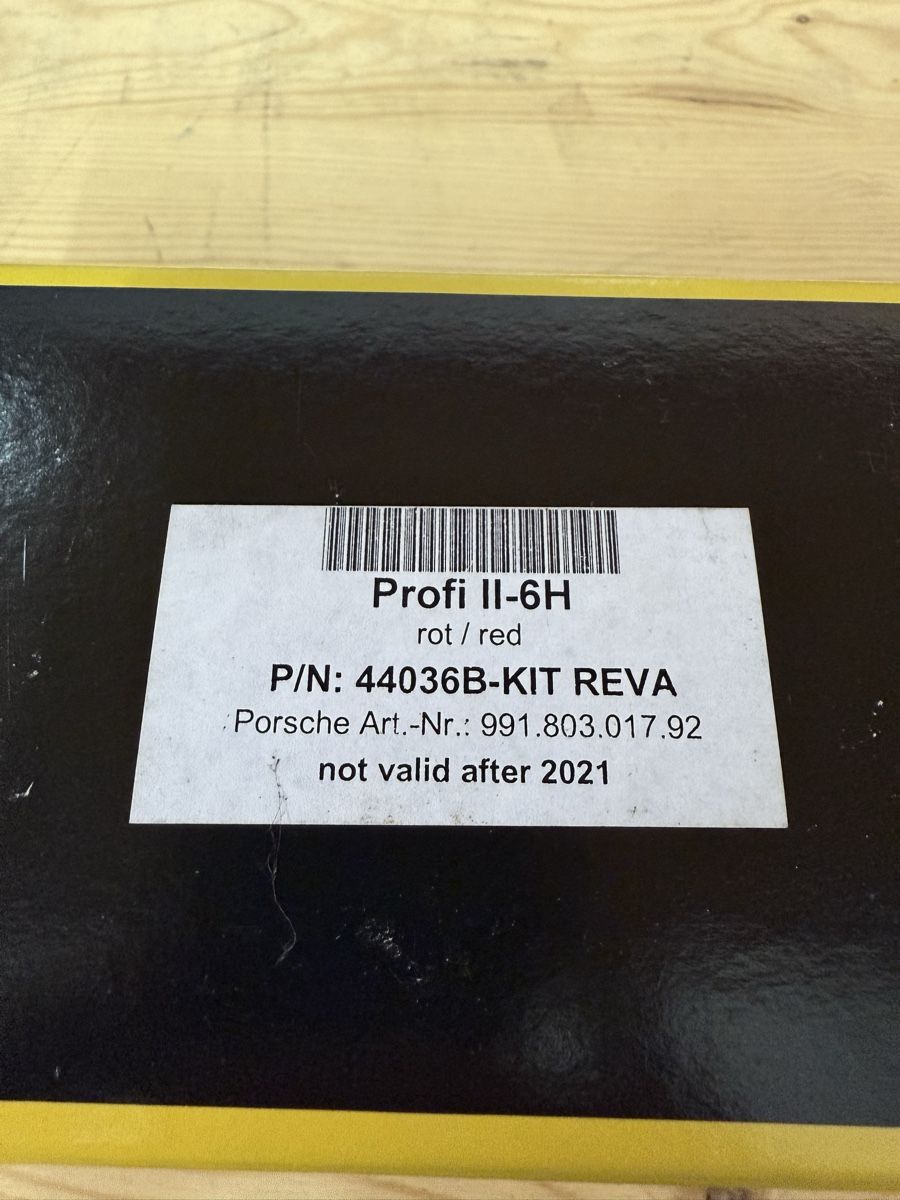 Profi II-6H
rot / red
P/N: 44036B-KIT REVA
Porsche Art.-Nr.: 991.803.017.92
not valid after 2021